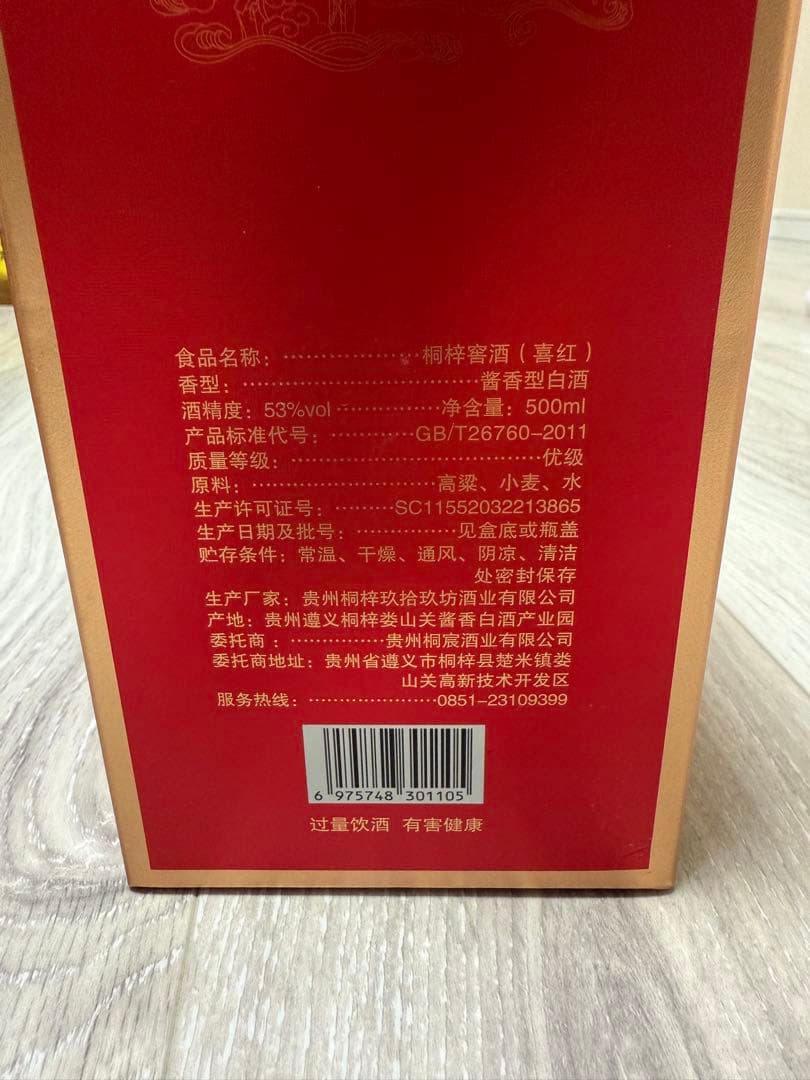 食品名称：················桐梓窖酒（喜红）
香型：································酱香型白酒
酒精度：53%vol··············净含量：500ml
产品标准代号：············GB/T26760-2011
质量等级：···································优级
原料：·························高粱、小麦、水
生产许可证号：·········SC11552032213865
生产日期及批号：··············见盒底或瓶盖
贮存条件：常温、干燥、通风、阴凉、清洁
处密封保存
生产厂家：贵州桐梓玖拾玖坊酒业有限公司
产地：贵州遵义桐梓娄山关酱香白酒产业园
委托商：··············贵州桐宸酒业有限公司
委托商地址：贵州省遵义市桐梓县楚米镇娄
山关高新技术开发区
服务热线：····················0851-23109399
6 975748 301105
过量饮酒 有害健康